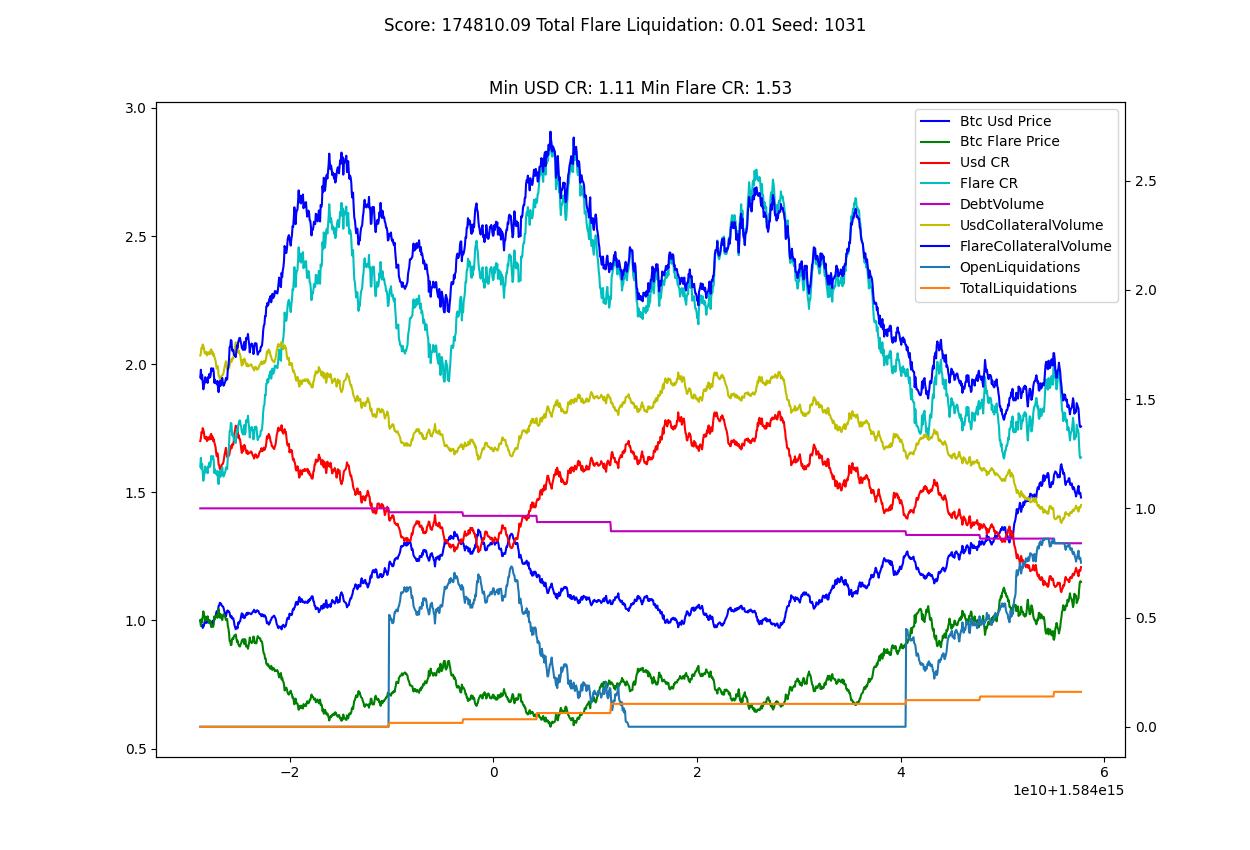 Score: 174810.09 Total Flare Liquidation: 0.01 Seed: 1031
Min USD CR: 1.11 Min Flare CR: 1.53
3.0
2.5
2.0
1.5
1.0
0.5
Btc Usd Price
Btc Flare Price
Usd CR
Flare CR
DebtVolume
UsdCollateralVolume
FlareCollateralVolume
OpenLiquidations
TotalLiquidations
2.5
2.0
1.5
1.0
0.5
0.0
−2 0 2 4 6
1e10+1.584e15